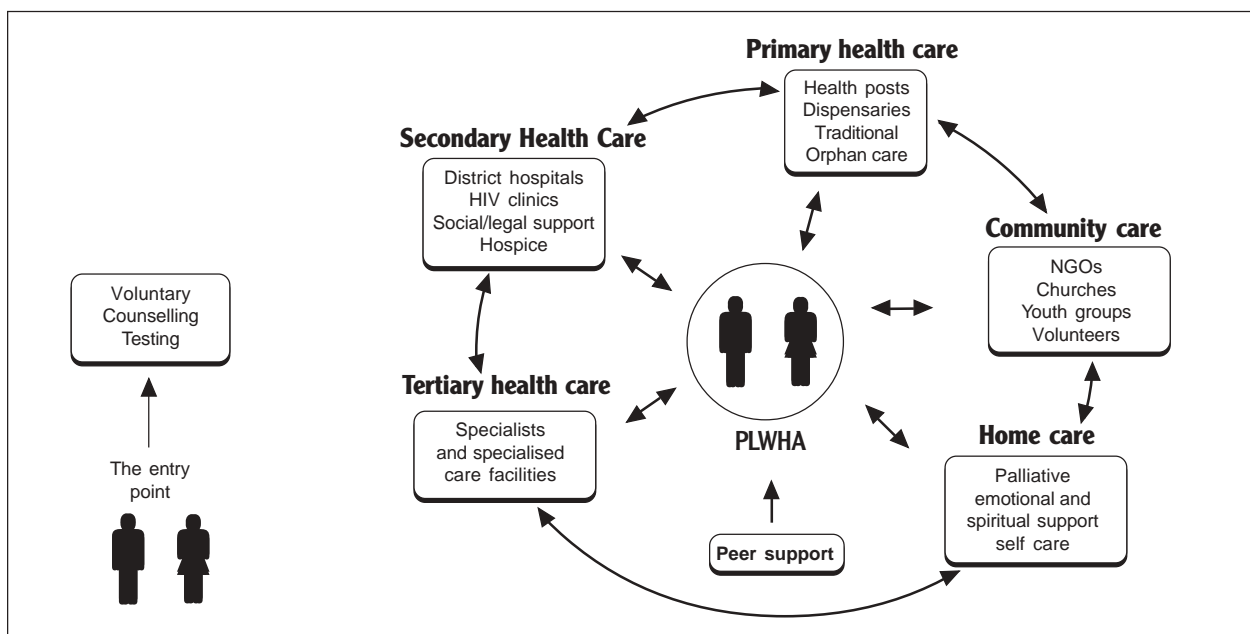 Primary health care
Health posts
Dispensaries
Traditional
Orphan care
Secondary Health Care
District hospitals
HIV clinics
Social/legal support
Hospice
Community care
NGOs
Churches
Youth groups
Volunteers
Voluntary
Counselling
Testing
The entry
point
Tertiary health care
Specialists
and specialised
care facilities
PLWHA
Home care
Palliative
emotional and
spiritual support
self care
Peer support